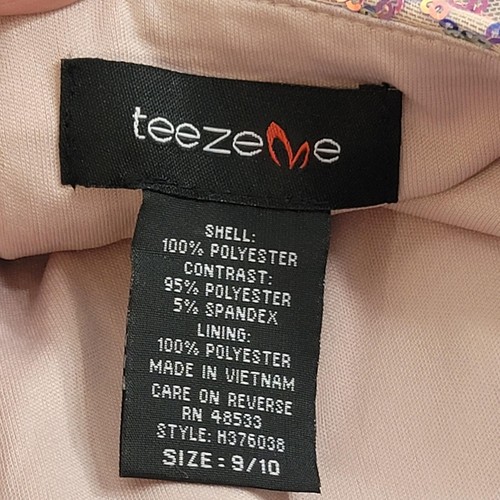 teezeme
SHELL:
100% POLYESTER
CONTRAST:
95% POLYESTER
5% SPANDEX
LINING:
100% POLYESTER
MADE IN VIETNAM
CARE ON REVERSE
RN 48533
STYLE: H376038
SIZE: 9/10